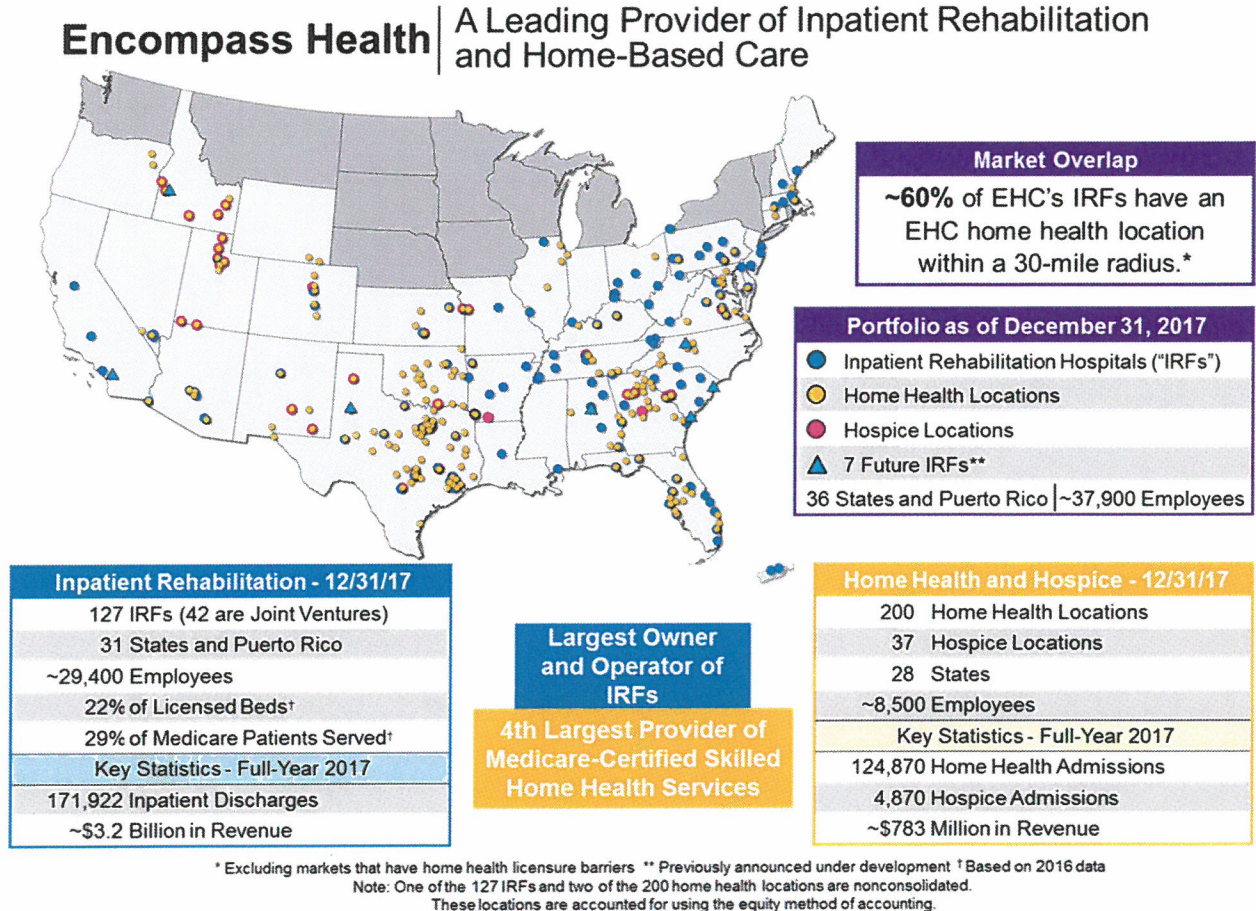 Encompass Health
A Leading Provider of Inpatient Rehabilitation
and Home-Based Care
Market Overlap
~60% of EHC's IRFs have an
EHC home health location
within a 30-mile radius.*
Portfolio as of December 31, 2017
Inpatient Rehabilitation Hospitals ("IRFs")
Home Health Locations
Hospice Locations
7 Future IRFs**
36 States and Puerto Rico | ~37,900 Employees
Inpatient Rehabilitation - 12/31/17
127 IRFs (42 are Joint Ventures)
31 States and Puerto Rico
~29,400 Employees
22% of Licensed Beds†
29% of Medicare Patients Served†
Key Statistics - Full-Year 2017
171,922 Inpatient Discharges
~$3.2 Billion in Revenue
Largest Owner
and Operator of
IRFs
4th Largest Provider of
Medicare-Certified Skilled
Home Health Services
Home Health and Hospice - 12/31/17
200 Home Health Locations
37 Hospice Locations
28 States
~8,500 Employees
Key Statistics - Full-Year 2017
124,870 Home Health Admissions
4,870 Hospice Admissions
~$783 Million in Revenue
* Excluding markets that have home health licensure barriers ** Previously announced under development † Based on 2016 data
Note: One of the 127 IRFs and two of the 200 home health locations are nonconsolidated.
These locations are accounted for using the equity method of accounting.